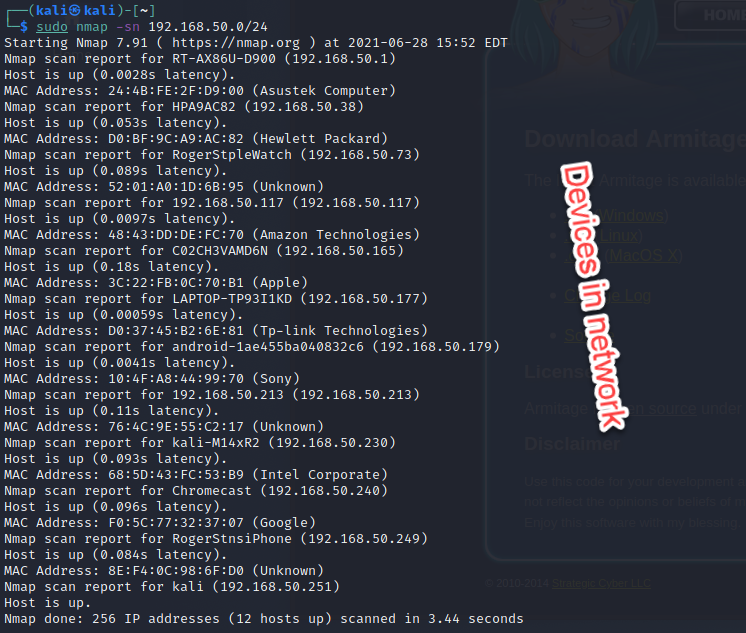 (kali㉿kali)-[~]
$ sudo nmap -sn 192.168.50.0/24
Starting Nmap 7.91 ( https://nmap.org ) at 2021-06-28 15:52 EDT
Nmap scan report for RT-AX86U-D900 (192.168.50.1)
Host is up (0.0028s latency).
MAC Address: 24:4B:FE:2F:D9:00 (Asustek Computer)
Nmap scan report for HPA9AC82 (192.168.50.38)
Host is up (0.053s latency).
MAC Address: D0:BF:9C:A9:AC:82 (Hewlett Packard)
Nmap scan report for RogerStpleWatch (192.168.50.73)
Host is up (0.089s latency).
MAC Address: 52:01:A0:1D:6B:95 (Unknown)
Nmap scan report for 192.168.50.117 (192.168.50.117)
Host is up (0.0097s latency).
MAC Address: 48:43:DD:DE:FC:70 (Amazon Technologies)
Nmap scan report for C02CH3VAMD6N (192.168.50.165)
Host is up (0.18s latency).
MAC Address: 3C:22:FB:0C:70:B1 (Apple)
Nmap scan report for LAPTOP-TP93I1KD (192.168.50.177)
Host is up (0.00059s latency).
MAC Address: D0:37:45:B2:6E:81 (Tp-link Technologies)
Nmap scan report for android-1ae455ba040832c6 (192.168.50.179)
Host is up (0.0041s latency).
MAC Address: 10:4F:A8:44:99:70 (Sony)
Nmap scan report for 192.168.50.213 (192.168.50.213)
Host is up (0.11s latency).
MAC Address: 76:4C:9E:55:C2:17 (Unknown)
Nmap scan report for kali-M14xR2 (192.168.50.230)
Host is up (0.093s latency).
MAC Address: 68:5D:43:FC:53:B9 (Intel Corporate)
Nmap scan report for Chromecast (192.168.50.240)
Host is up (0.096s latency).
MAC Address: F0:5C:77:32:37:07 (Google)
Nmap scan report for RogerStnsiPhone (192.168.50.249)
Host is up (0.084s latency).
MAC Address: 8E:F4:0C:98:6F:D0 (Unknown)
Nmap scan report for kali (192.168.50.251)
Host is up.
Nmap done: 256 IP addresses (12 hosts up) scanned in 3.44 seconds
Devices in network
HOME
Download Armitage
Armitage is available
Windows)
Linux)
(MacOS X)
Log
Armitage source under
Disclaimer
Use this code for your development
not reflect the opinions or beliefs of
Enjoy this software with my blessing
© 2010-2014 Strategic Cyber LLC